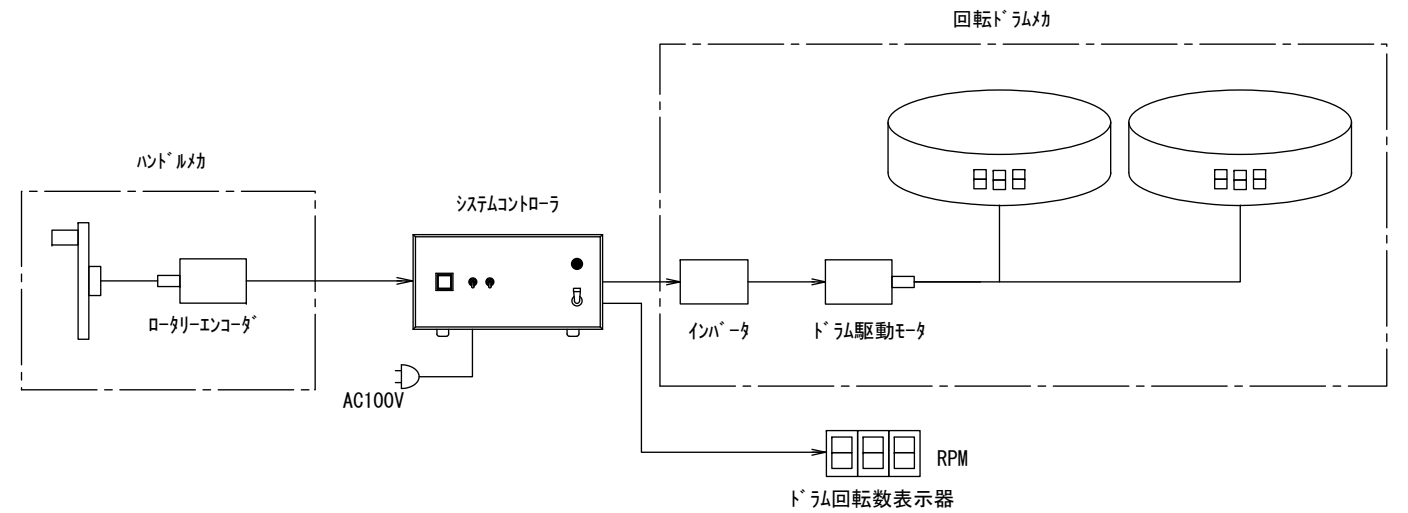 回転ﾄﾞﾗﾑﾒｶ
ﾊﾝﾄﾞﾙﾒｶ
ｼｽﾃﾑｺﾝﾄﾛｰﾗ
ﾛｰﾀﾘｰｴﾝｺｰﾀﾞ
ｲﾝﾊﾞｰﾀ
ﾄﾞﾗﾑ駆動ﾓｰﾀ
AC100V
RPM
ﾄﾞﾗﾑ回転数表示器